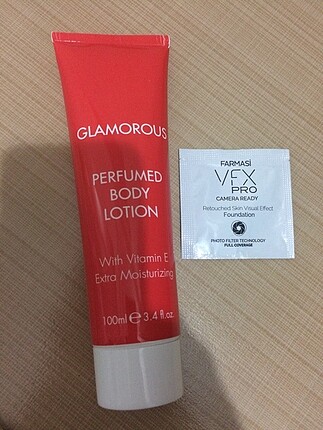 GLAMOROUS
PERFUMED
BODY
LOTION
With Vitamin E
Extra Moisturizing
100ml ℮ 3.4 fl.oz.
FARMASİ
VFX
PRO
CAMERA READY
Retouched Skin Visual Effect
Foundation
PHOTO FILTER TECHNOLOGY
FULL COVERAGE